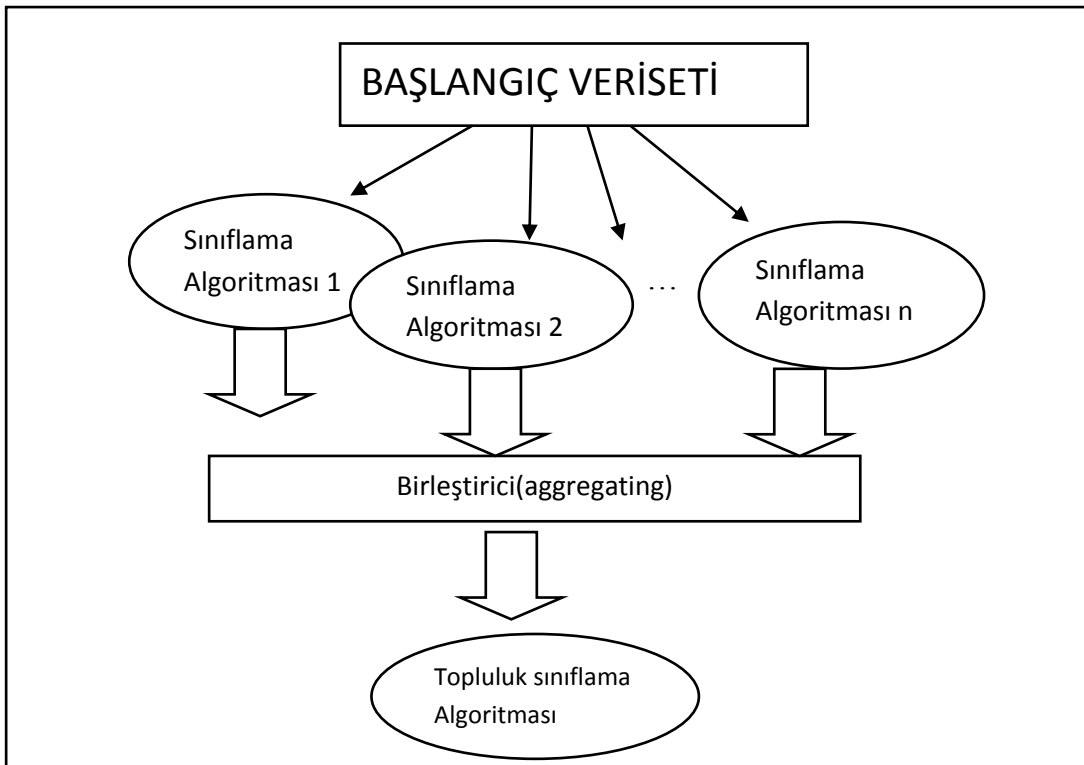 BAŞLANGIÇ VERİSETİ
Sınıflama
Algoritması 1
Sınıflama
Algoritması 2
...
Sınıflama
Algoritması n
Birleştirici(aggregating)
Topluluk sınıflama
Algoritması